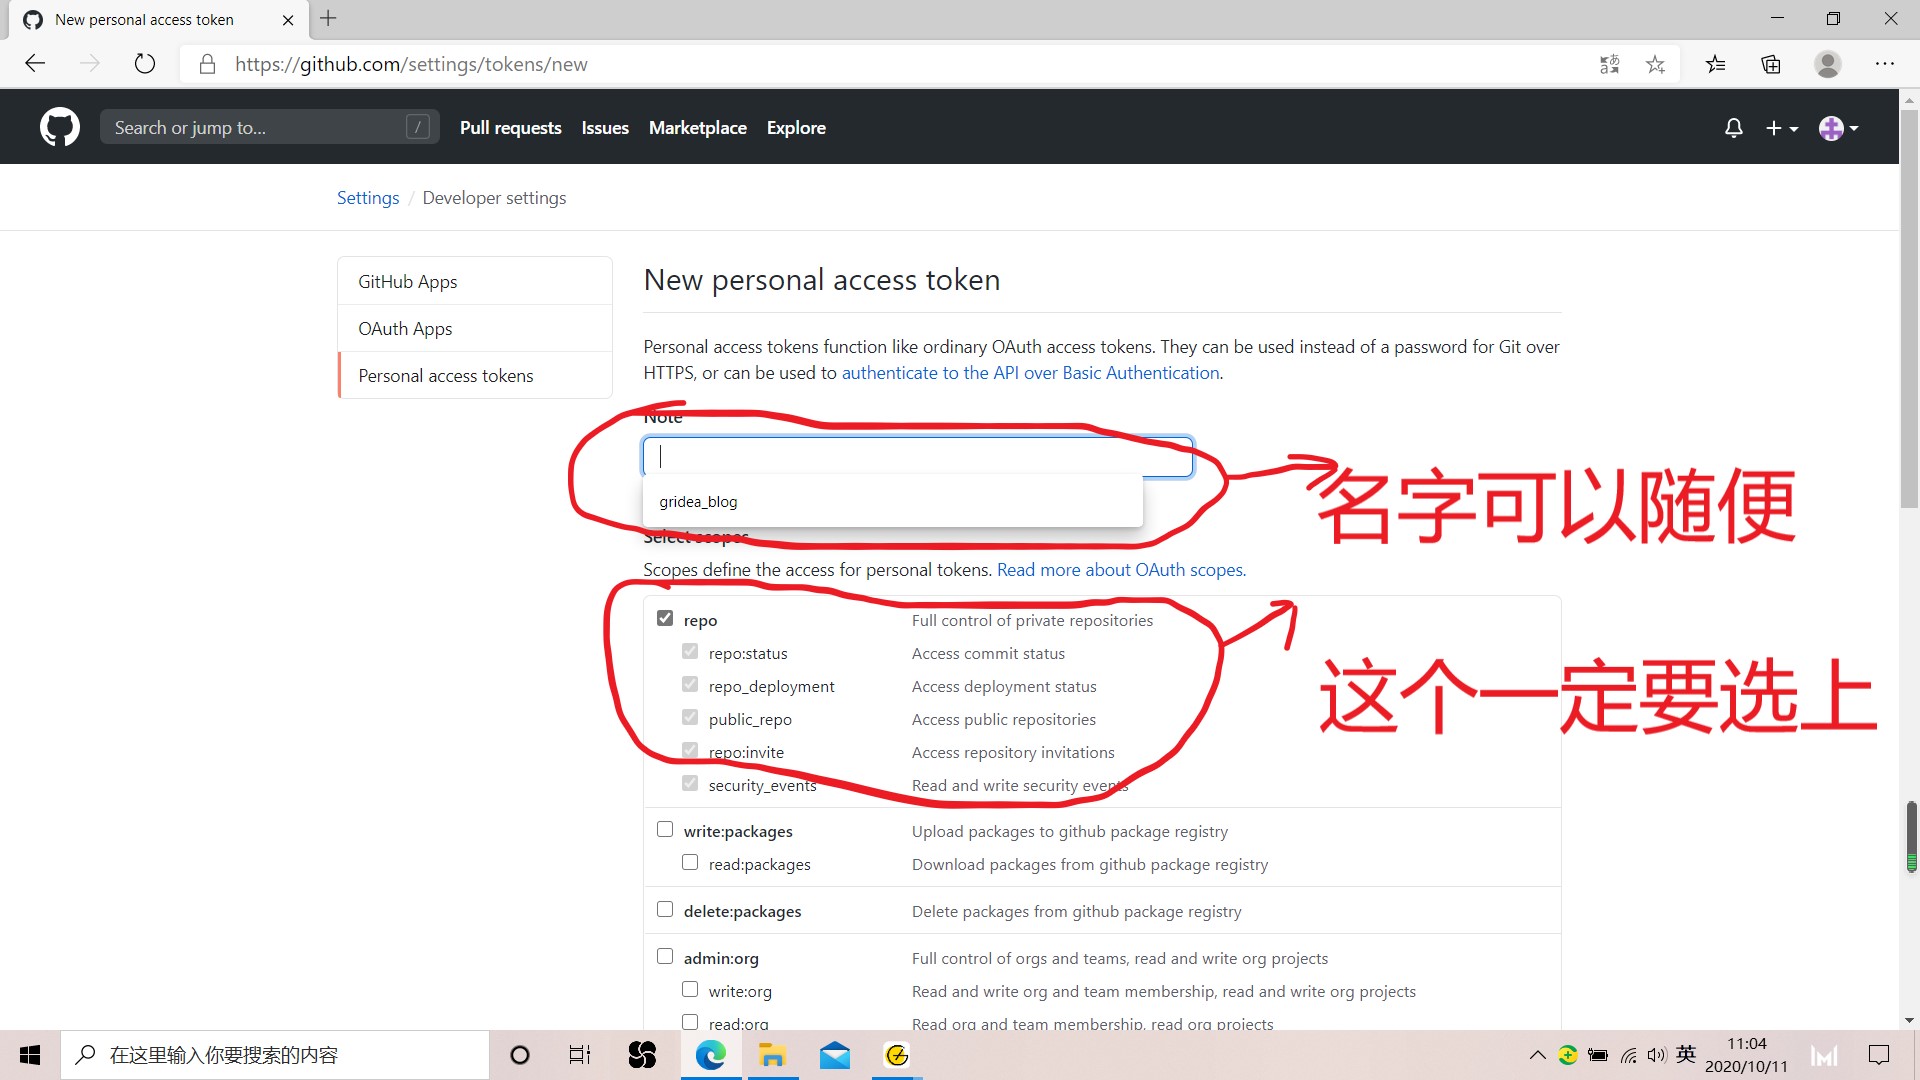 New personal access token
https://github.com/settings/tokens/new
Search or jump to... /
Pull requests Issues Marketplace Explore
Settings / Developer settings
GitHub Apps
OAuth Apps
Personal access tokens
New personal access token
Personal access tokens function like ordinary OAuth access tokens. They can be used instead of a password for Git over
HTTPS, or can be used to authenticate to the API over Basic Authentication.
Note
gridea_blog
名字可以随便
Select scopes
Scopes define the access for personal tokens. Read more about OAuth scopes.
repo Full control of private repositories
repo:status Access commit status
repo_deployment Access deployment status
public_repo Access public repositories
repo:invite Access repository invitations
security_events Read and write security events
这个一定要选上
write:packages Upload packages to github package registry
read:packages Download packages from github package registry
delete:packages Delete packages from github package registry
admin:org Full control of orgs and teams, read and write org projects
write:org Read and write org and team membership, read and write org projects
read:org Read org and team membership, read org projects
在这里输入你要搜索的内容
英
11:04
2020/10/11